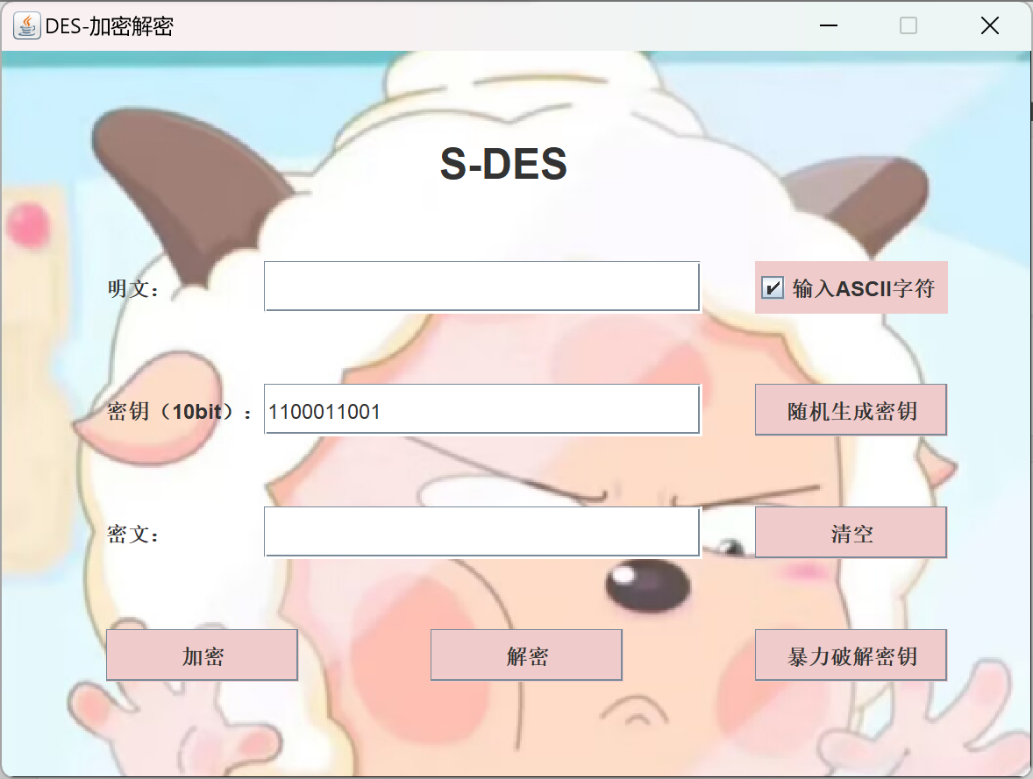 DES-加密解密
S-DES
明文：
输入ASCII字符
密钥（10bit）：
1100011001
随机生成密钥
密文：
清空
加密
解密
暴力破解密钥